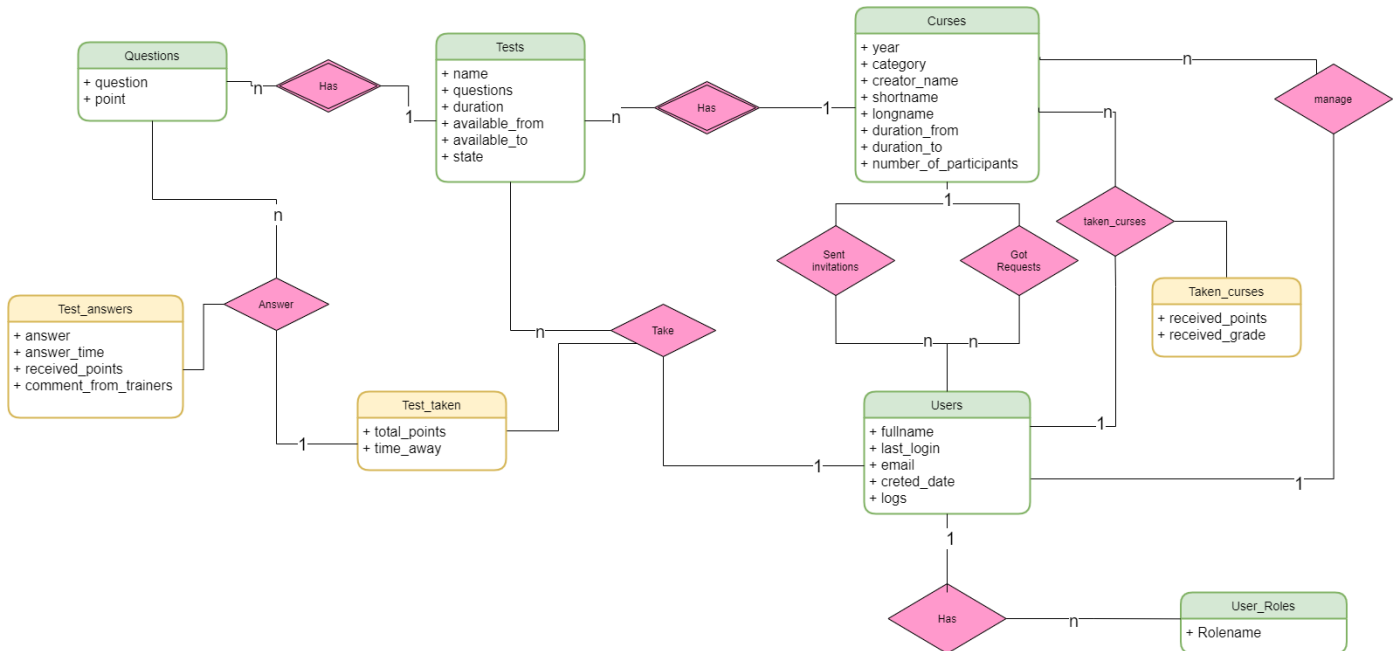 Questions
+ question
+ point
n
Has
1
Tests
+ name
+ questions
+ duration
+ available_from
+ available_to
+ state
n
Has
1
Curses
+ year
+ category
+ creator_name
+ shortname
+ longname
+ duration_from
+ duration_to
+ number_of_participants
n
manage
n
1
taken_curses
Sent
invitations
Got
Requests
n
Answer
Test_answers
+ answer
+ answer_time
+ received_points
+ comment_from_trainers
n
Take
Taken_curses
+ received_points
+ received_grade
n
n
Test_taken
+ total_points
+ time_away
1
Users
+ fullname
+ last_login
+ email
+ creted_date
+ logs
1
1
1
1
Has
n
User_Roles
+ Rolename